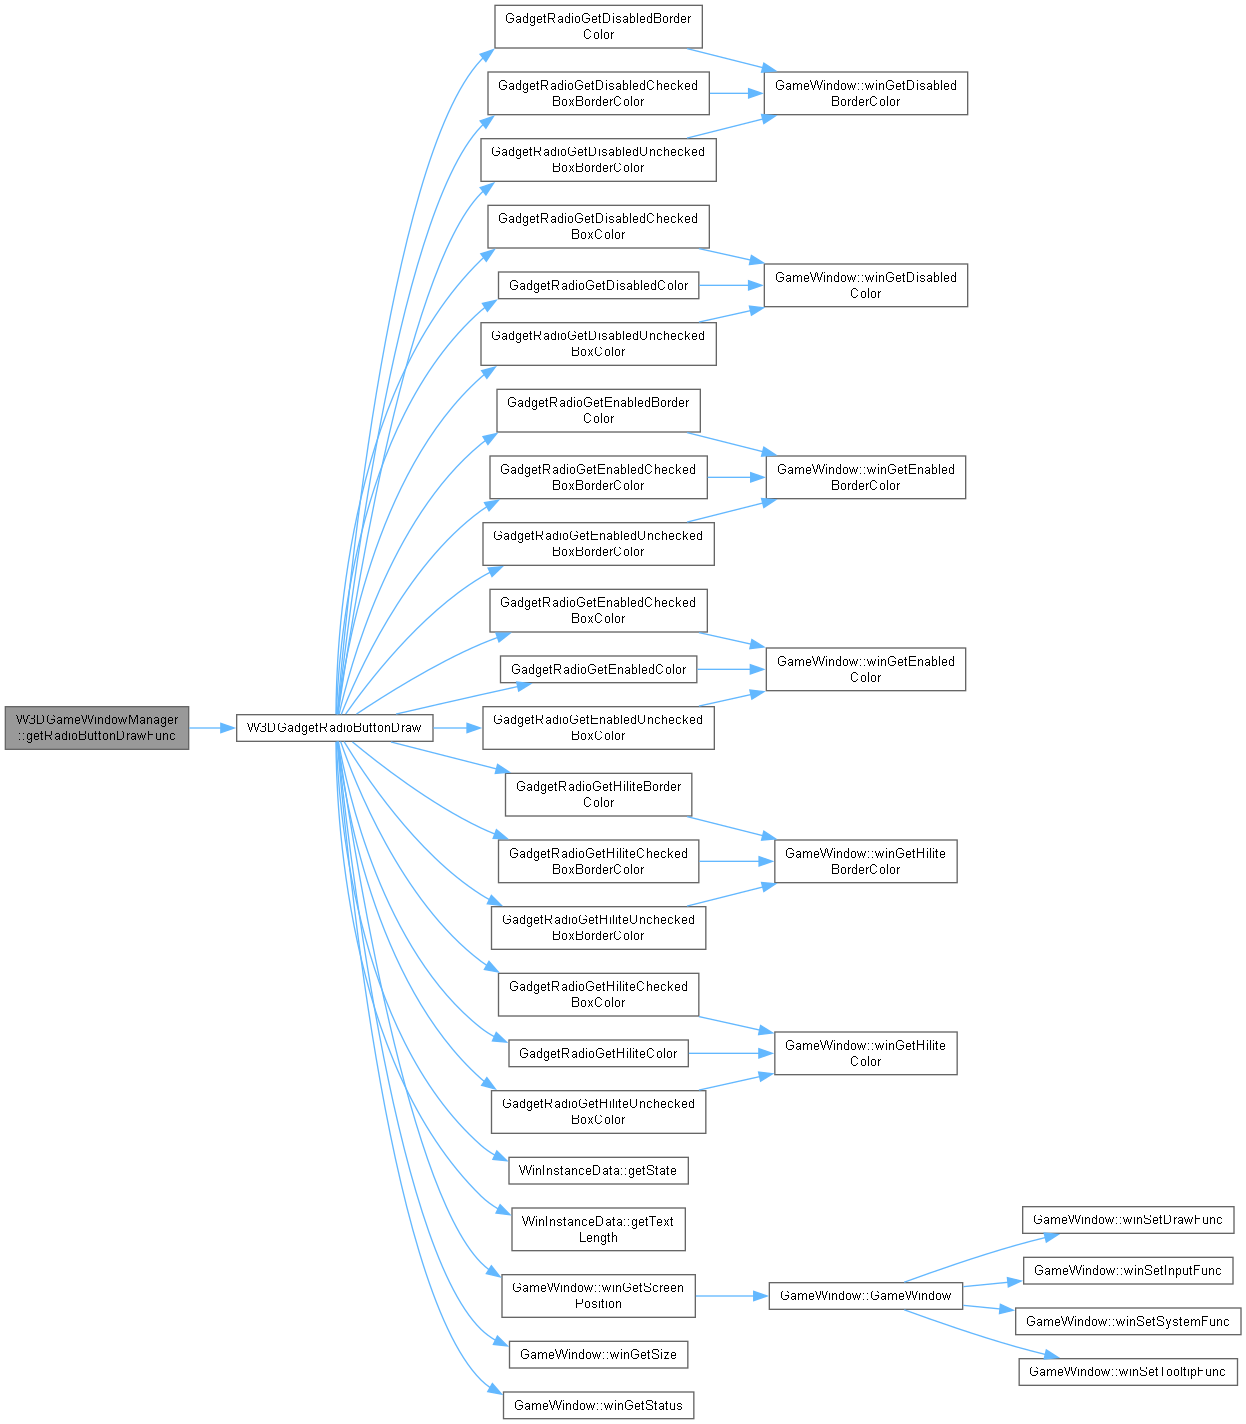 GadgetRadioGetDisabledBorder
Color
GadgetRadioGetDisabledChecked
BoxBorderColor
GameWindow::winGetDisabled
BorderColor
GadgetRadioGetDisabledUnchecked
BoxBorderColor
GadgetRadioGetDisabledChecked
BoxColor
GadgetRadioGetDisabledColor
GameWindow::winGetDisabled
Color
GadgetRadioGetDisabledUnchecked
BoxColor
GadgetRadioGetEnabledBorder
Color
GadgetRadioGetEnabledChecked
BoxBorderColor
GameWindow::winGetEnabled
BorderColor
GadgetRadioGetEnabledUnchecked
BoxBorderColor
GadgetRadioGetEnabledChecked
BoxColor
GadgetRadioGetEnabledColor
GameWindow::winGetEnabled
Color
W3DGameWindowManager
::getRadioButtonDrawFunc
W3DGadgetRadioButtonDraw
GadgetRadioGetEnabledUnchecked
BoxColor
GadgetRadioGetHiliteBorder
Color
GadgetRadioGetHiliteChecked
BoxBorderColor
GameWindow::winGetHilite
BorderColor
GadgetRadioGetHiliteUnchecked
BoxBorderColor
GadgetRadioGetHiliteChecked
BoxColor
GadgetRadioGetHiliteColor
GameWindow::winGetHilite
Color
GadgetRadioGetHiliteUnchecked
BoxColor
WinInstanceData::getState
WinInstanceData::getText
Length
GameWindow::winGetScreen
Position
GameWindow::GameWindow
GameWindow::winSetDrawFunc
GameWindow::winSetInputFunc
GameWindow::winSetSystemFunc
GameWindow::winSetTooltipFunc
GameWindow::winGetSize
GameWindow::winGetStatus